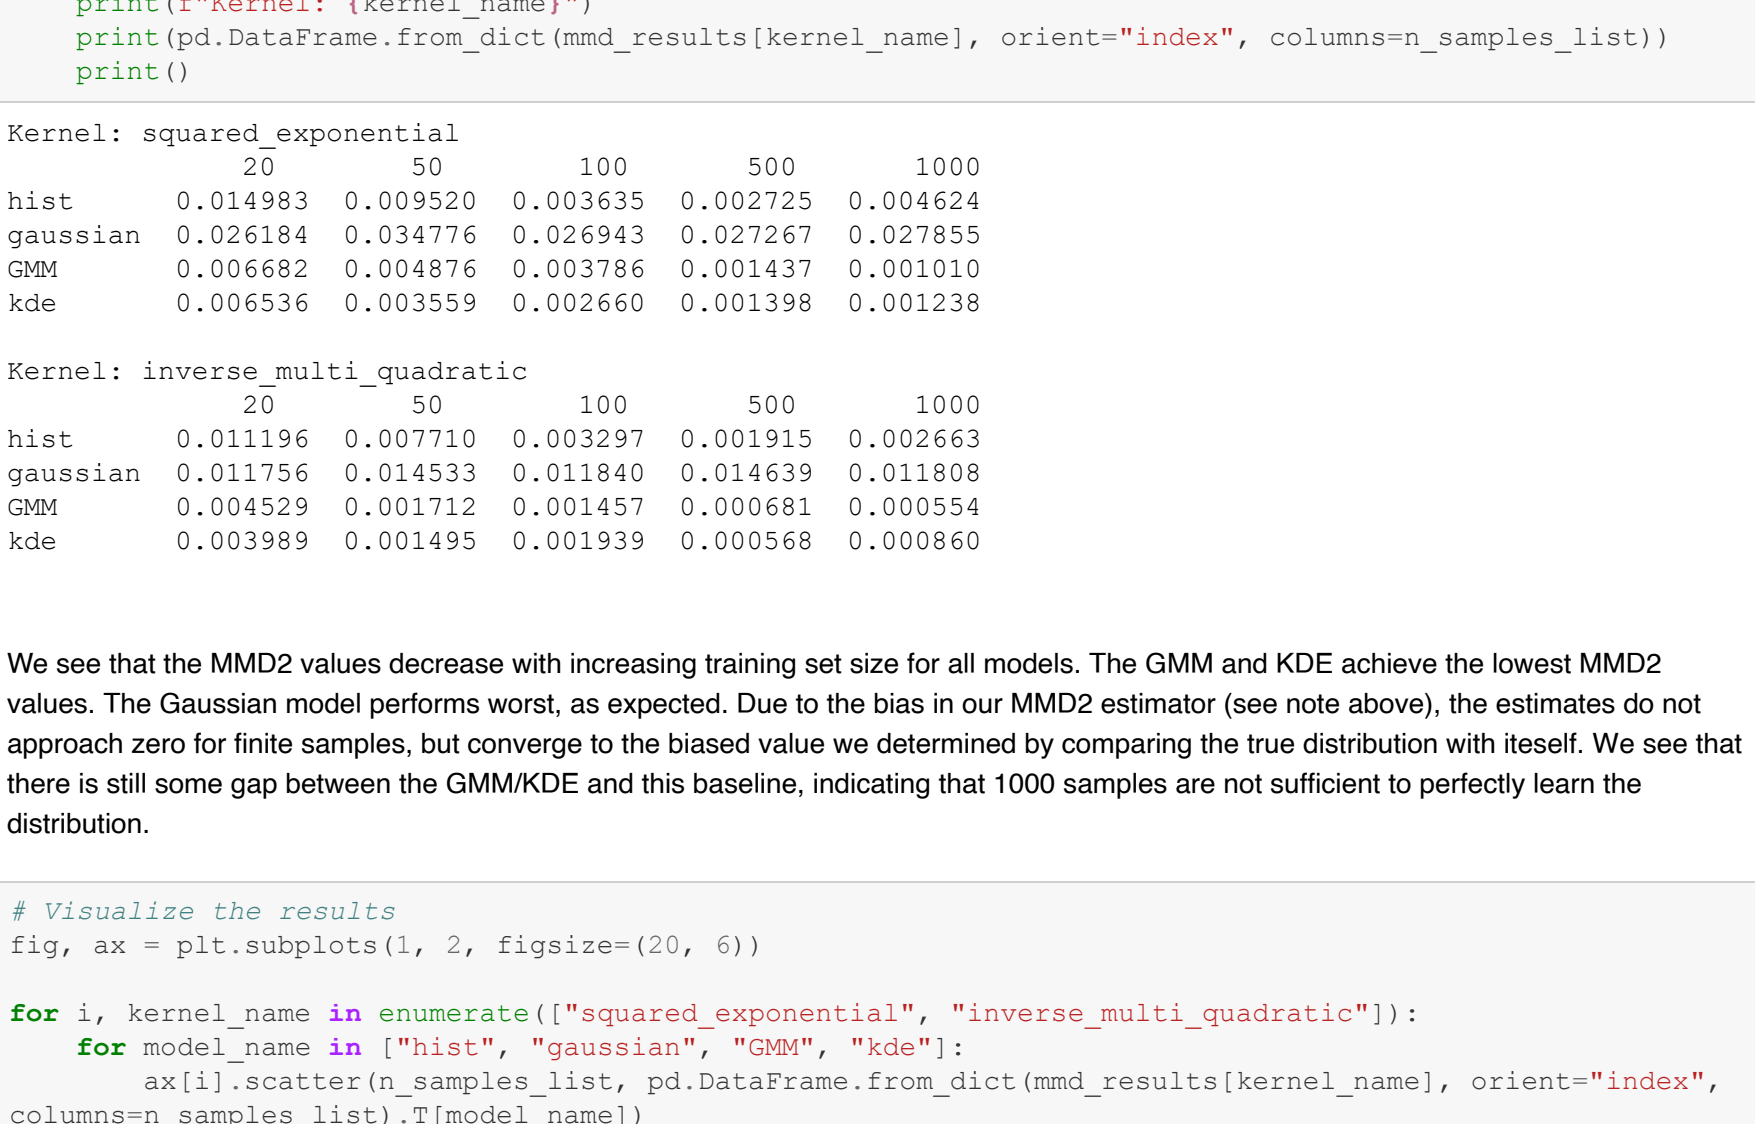 print(f"Kernel: {kernel_name}")
    print(pd.DataFrame.from_dict(mmd_results[kernel_name], orient="index", columns=n_samples_list))
    print()
Kernel: squared_exponential
              20        50        100       500       1000
hist      0.014983  0.009520  0.003635  0.002725  0.004624
gaussian  0.026184  0.034776  0.026943  0.027267  0.027855
GMM       0.006682  0.004876  0.003786  0.001437  0.001010
kde       0.006536  0.003559  0.002660  0.001398  0.001238
Kernel: inverse_multi_quadratic
              20        50        100       500       1000
hist      0.011196  0.007710  0.003297  0.001915  0.002663
gaussian  0.011756  0.014533  0.011840  0.014639  0.011808
GMM       0.004529  0.001712  0.001457  0.000681  0.000554
kde       0.003989  0.001495  0.001939  0.000568  0.000860
We see that the MMD2 values decrease with increasing training set size for all models. The GMM and KDE achieve the lowest MMD2
values. The Gaussian model performs worst, as expected. Due to the bias in our MMD2 estimator (see note above), the estimates do not
approach zero for finite samples, but converge to the biased value we determined by comparing the true distribution with iteself. We see that
there is still some gap between the GMM/KDE and this baseline, indicating that 1000 samples are not sufficient to perfectly learn the
distribution.
# Visualize the results
fig, ax = plt.subplots(1, 2, figsize=(20, 6))
for i, kernel_name in enumerate(["squared_exponential", "inverse_multi_quadratic"]):
    for model_name in ["hist", "gaussian", "GMM", "kde"]:
        ax[i].scatter(n_samples_list, pd.DataFrame.from_dict(mmd_results[kernel_name], orient="index",
columns=n_samples_list).T[model_name])